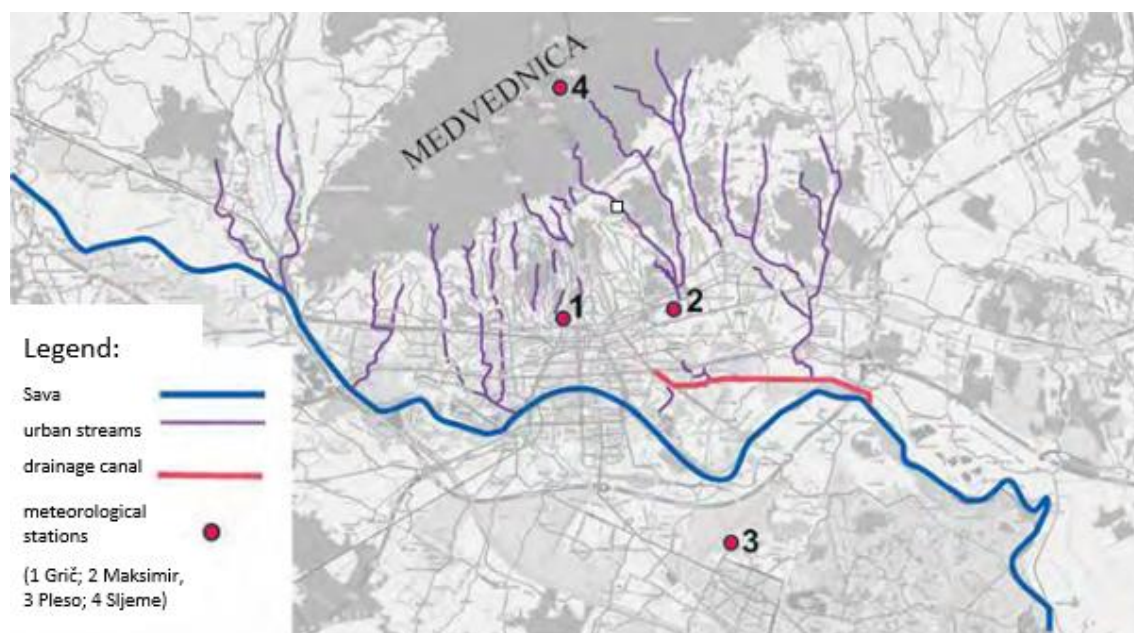 MEDVEDNICA
4
1
2
3
Legend:
Sava
urban streams
drainage canal
meteorological
stations
(1 Grič; 2 Maksimir,
3 Pleso; 4 Sljeme)